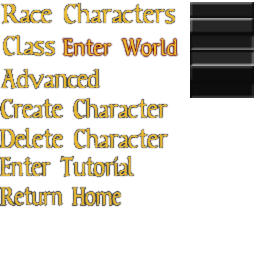 Race Characters
Class Enter World
Advanced
Create Character
Delete Character
Enter Tutorial
Return Home